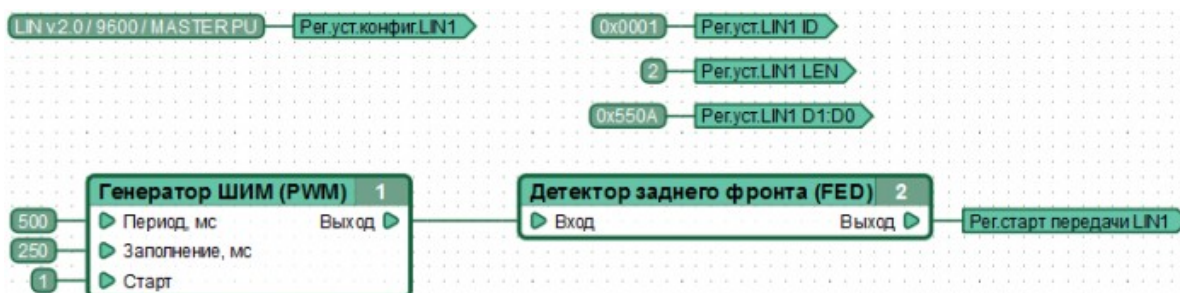 LIN v.2.0 / 9600 / MASTER PU Рег.уст.конфиг.LIN1
0x0001 Рег.уст.LIN1 ID
2 Рег.уст.LIN1 LEN
0x550A Рег.уст.LIN1 D1:D0
Генератор ШИМ (PWM) 1
500 Период, мс Выход
250 Заполнение, мс
1 Старт
Детектор заднего фронта (FED) 2
Вход Выход
Рег.старт передачи LIN1